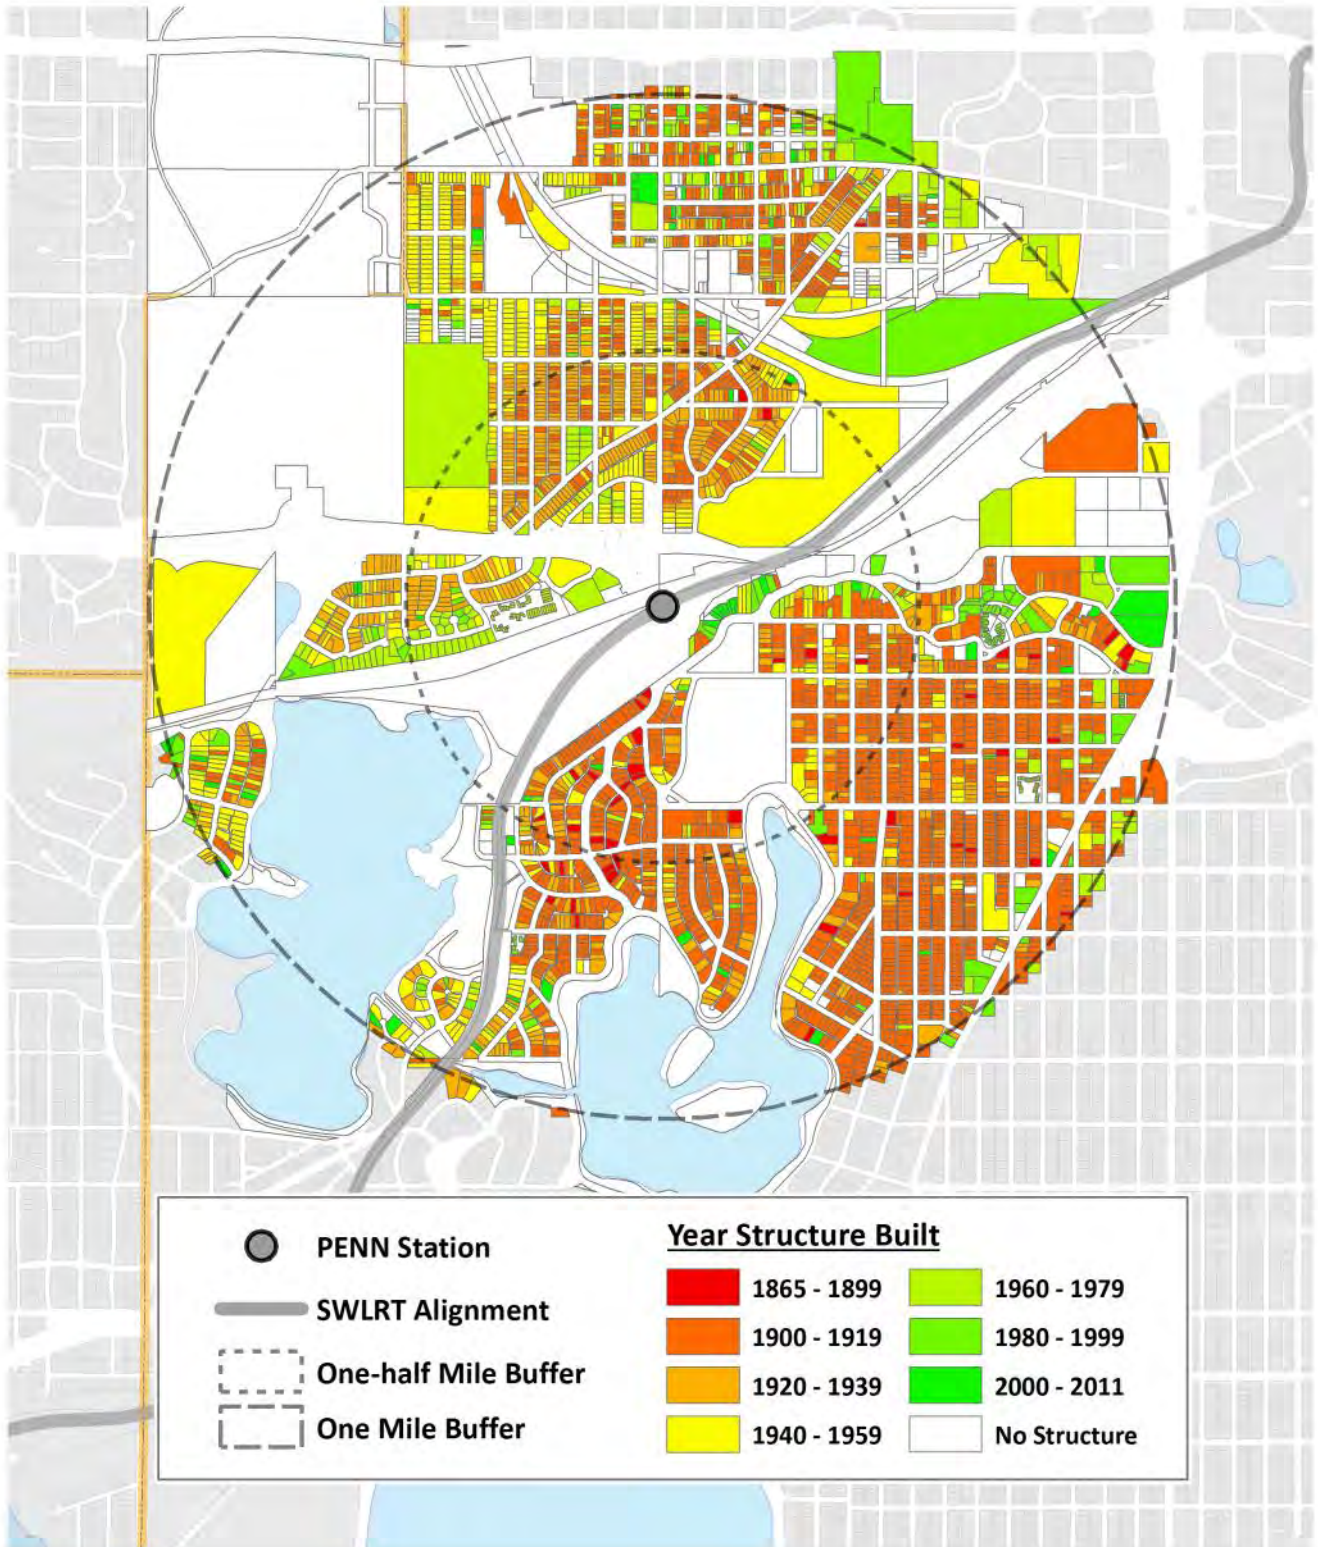 PENN Station
SWLRT Alignment
One-half Mile Buffer
One Mile Buffer
Year Structure Built
1865 - 1899
1900 - 1919
1920 - 1939
1940 - 1959
1960 - 1979
1980 - 1999
2000 - 2011
No Structure